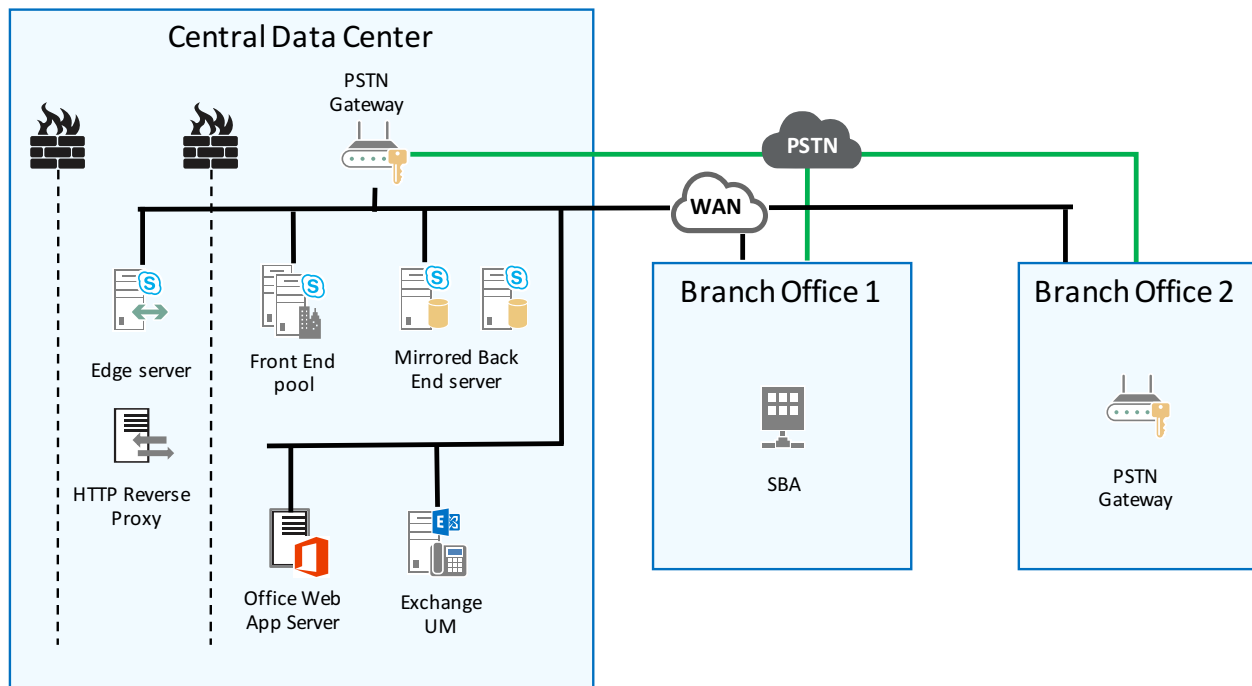 Central Data Center
PSTN
Gateway
PSTN
WAN
S
S
S
S
Edge server
Front End
pool
Mirrored Back
End server
HTTP Reverse
Proxy
E
Office Web
App Server
Exchange
UM
Branch Office 1
SBA
Branch Office 2
PSTN
Gateway